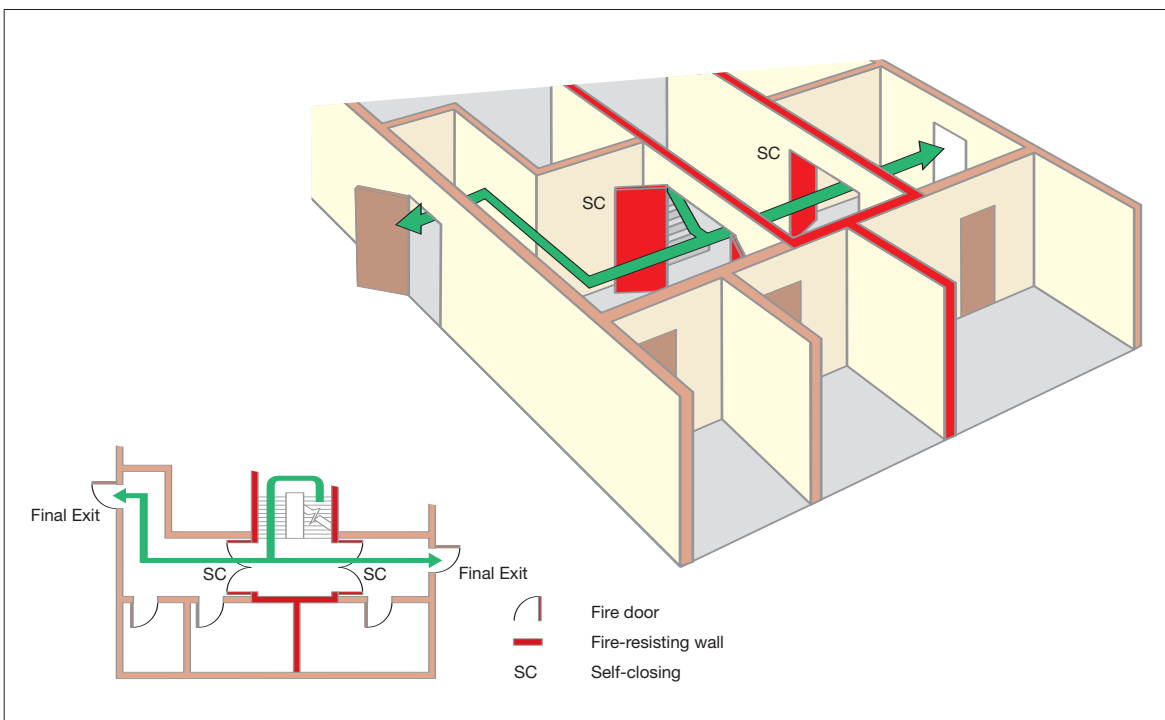 SC
SC
Final Exit
SC
SC
Final Exit
Fire door
Fire-resisting wall
SC
Self-closing